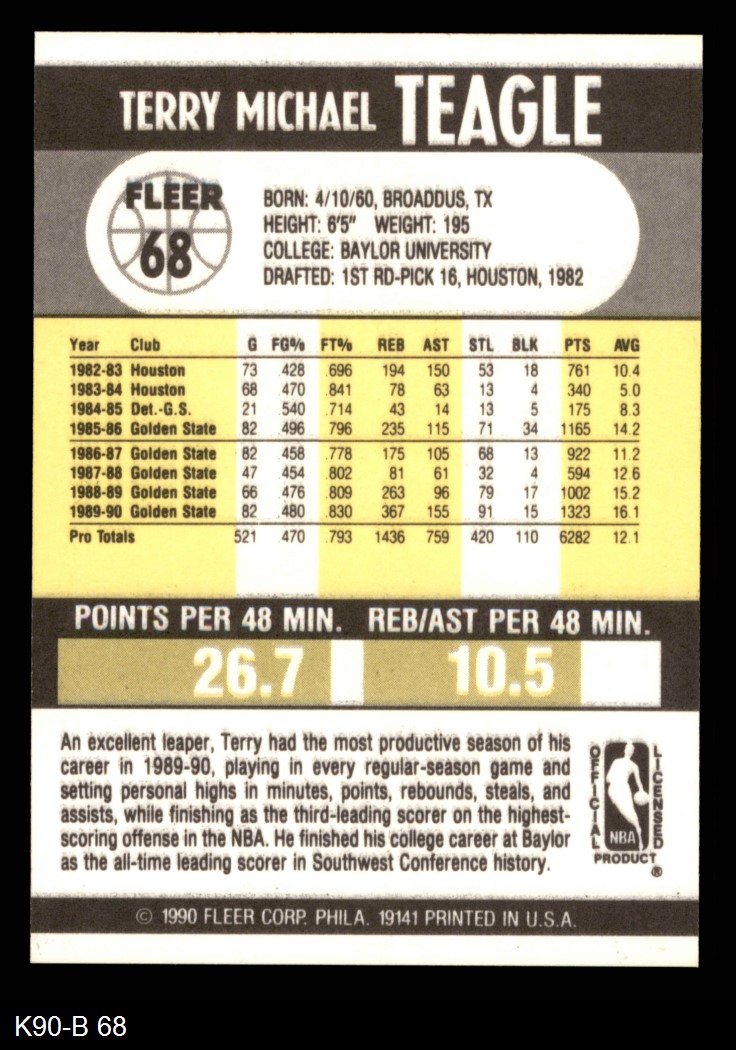 TERRY MICHAEL TEAGLE
FLEER
68
BORN: 4/10/60, BROADDUS, TX
HEIGHT: 6'5" WEIGHT: 195
COLLEGE: BAYLOR UNIVERSITY
DRAFTED: 1ST RD-PICK 16, HOUSTON, 1982
Year Club G FG% FT% REB AST STL BLK PTS AVG
1982-83 Houston 73 .428 .696 194 150 53 18 761 10.4
1983-84 Houston 68 .470 .841 78 63 13 4 340 5.0
1984-85 Det.-G.S. 21 .540 .714 43 14 13 5 175 8.3
1985-86 Golden State 82 .496 .796 235 115 71 34 1165 14.2
1986-87 Golden State 82 .458 .778 175 105 68 13 922 11.2
1987-88 Golden State 47 .454 .802 81 61 32 4 594 12.6
1988-89 Golden State 66 .476 .809 263 96 79 17 1002 15.2
1989-90 Golden State 82 .480 .830 367 155 91 15 1323 16.1
Pro Totals 521 .470 .793 1436 759 420 110 6282 12.1
POINTS PER 48 MIN. REB/AST PER 48 MIN.
26.7 10.5
An excellent leaper, Terry had the most productive season of his
career in 1989-90, playing in every regular-season game and
setting personal highs in minutes, points, rebounds, steals, and
assists, while finishing as the third-leading scorer on the highest-
scoring offense in the NBA. He finished his college career at Baylor
as the all-time leading scorer in Southwest Conference history.
OFFICIAL
LICENSED
NBA
PRODUCT
®
© 1990 FLEER CORP. PHILA. 19141 PRINTED IN U.S.A.
K90-B 68